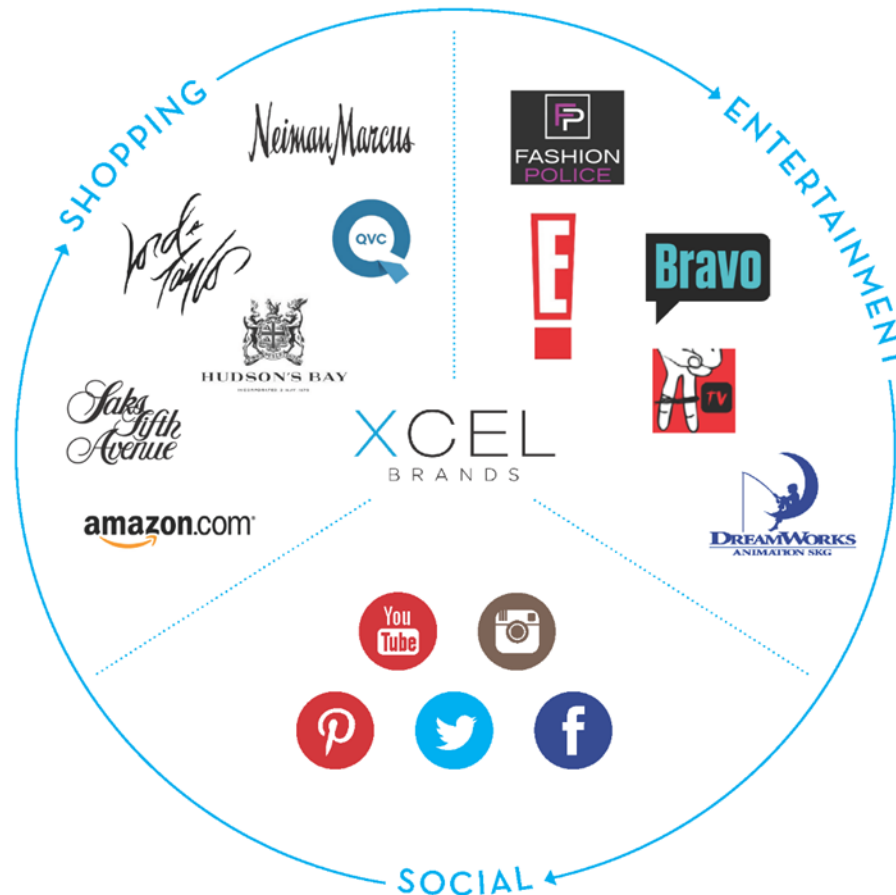 SHOPPING
ENTERTAINMENT
SOCIAL
Neiman Marcus
Lord & Taylor
QVC
HUDSON'S BAY
Saks
Fifth
Avenue
amazon.com
FP
FASHION
POLICE
E!
Bravo
TV
DREAMWORKS
ANIMATION SKG
XCEL
BRANDS
You
Tube